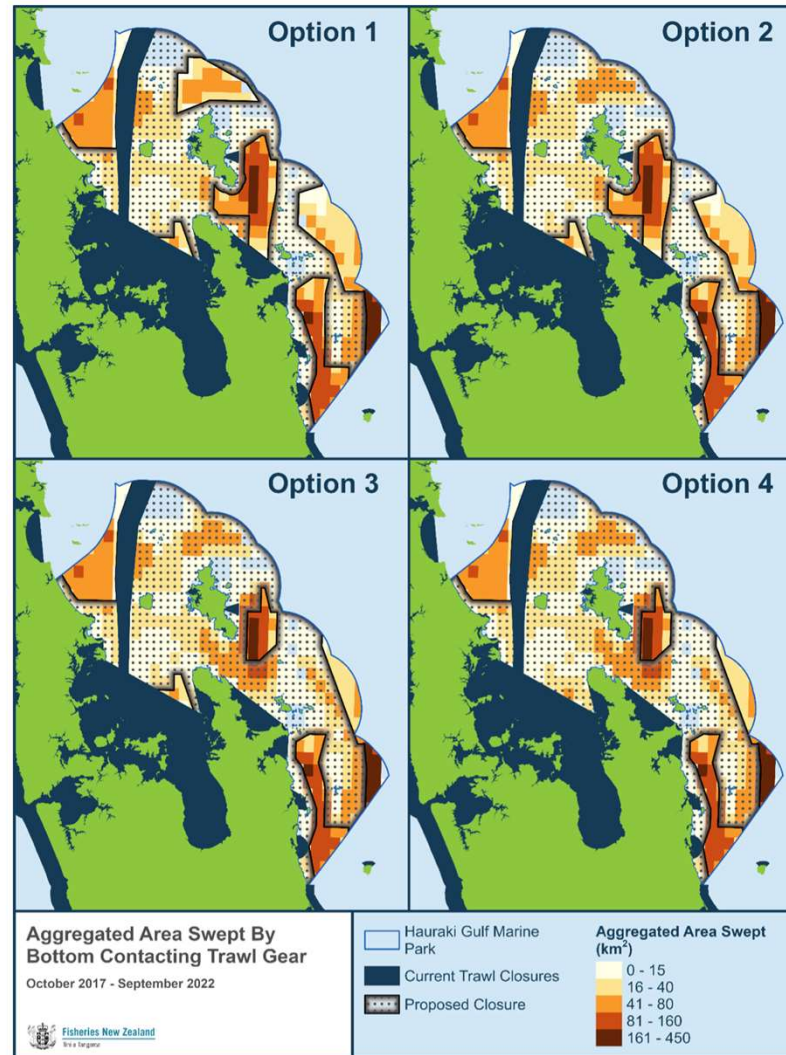 Option 1
Option 2
Option 3
Option 4
Aggregated Area Swept By
Bottom Contacting Trawl Gear
October 2017 - September 2022
Fisheries New Zealand
Hauraki Gulf Marine
Park
Current Trawl Closures
Proposed Closure
Aggregated Area Swept
(km²)
0 - 15
16 - 40
41 - 80
81 - 160
161 - 450